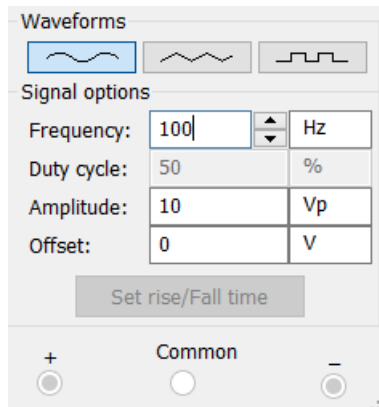 Waveforms
Signal options
Frequency: 100 Hz
Duty cycle: 50 %
Amplitude: 10 Vp
Offset: 0 V
Set rise/Fall time
+ Common −